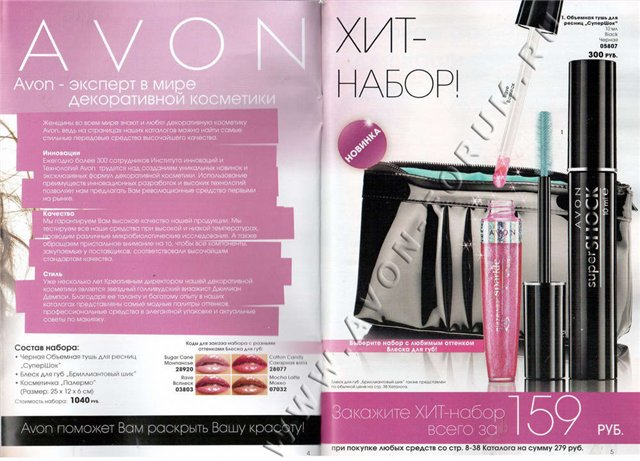 AVON
Avon - эксперт в мире
декоративной косметики
Женщины во всем мире знают и любят декоративную косметику
Avon, ведь на страницах наших каталогов можно найти самые
стильные передовые средства высочайшего качества.
Инновации
Ежегодно более 300 сотрудников Института инноваций и
Технологий Avon трудятся над созданием уникальных новинок и
эксклюзивных формул декоративной косметики. Использование
преимуществ инновационных разработок и высоких технологий
позволяет нам предлагать Вам революционные средства первыми
на рынке.
Качество
Мы гарантируем Вам высокое качество нашей продукции. Мы
тестируем все наши средства при высокой и низкой температурах,
проводим различные микробиологические исследования. А также
обращаем пристальное внимание на то, чтобы все компоненты,
закупаемые у поставщиков, соответствовали высочайшим
стандартам качества.
Стиль
Уже несколько лет Креативным директором нашей декоративной
косметики является звездный голливудский визажист Джиллиан
Демпси. Благодаря ее таланту и богатому опыту в наших
каталогах представлены самые модные палитры оттенков,
профессиональные средства в элегантной упаковке и актуальные
советы по макияжу.
Состав набора:
• Черная Объемная тушь для ресниц
„СуперШок"
• Блеск для губ „Бриллиантовый шик"
• Косметичка „Палермо"
(Размер: 25 x 12 x 6 см)
Стоимость набора: 1040 РУБ.
Коды для заказа набора с разными
оттенками Блеска для губ:
Sugar Cane
Монпансье
28920
Cotton Candy
Сахарная вата
28077
Rave
Всплеск
03803
Mocha Latte
Мокко
07032
Avon поможет Вам раскрыть Вашу красоту!
4
ХИТ-
НАБОР!
1. Объемная тушь для
ресниц „СуперШок"
10 мл
Black
Черная
05807
300 РУБ.
НОВИНКА
Rave
Всплеск
1
AVON
sparkle
AVON
superSHOCK
10 ml e
Выберите набор с любимым оттенком
Блеска для губ!
Блеск для губ „Бриллиантовый шик" также представлен
по обычной цене на стр. 38 Каталога.
Закажите ХИТ-набор
всего за 159 РУБ.
при покупке любых средств со стр. 8-38 Каталога на сумму 279 руб.
5
WWW.AVON-FORUM.RU